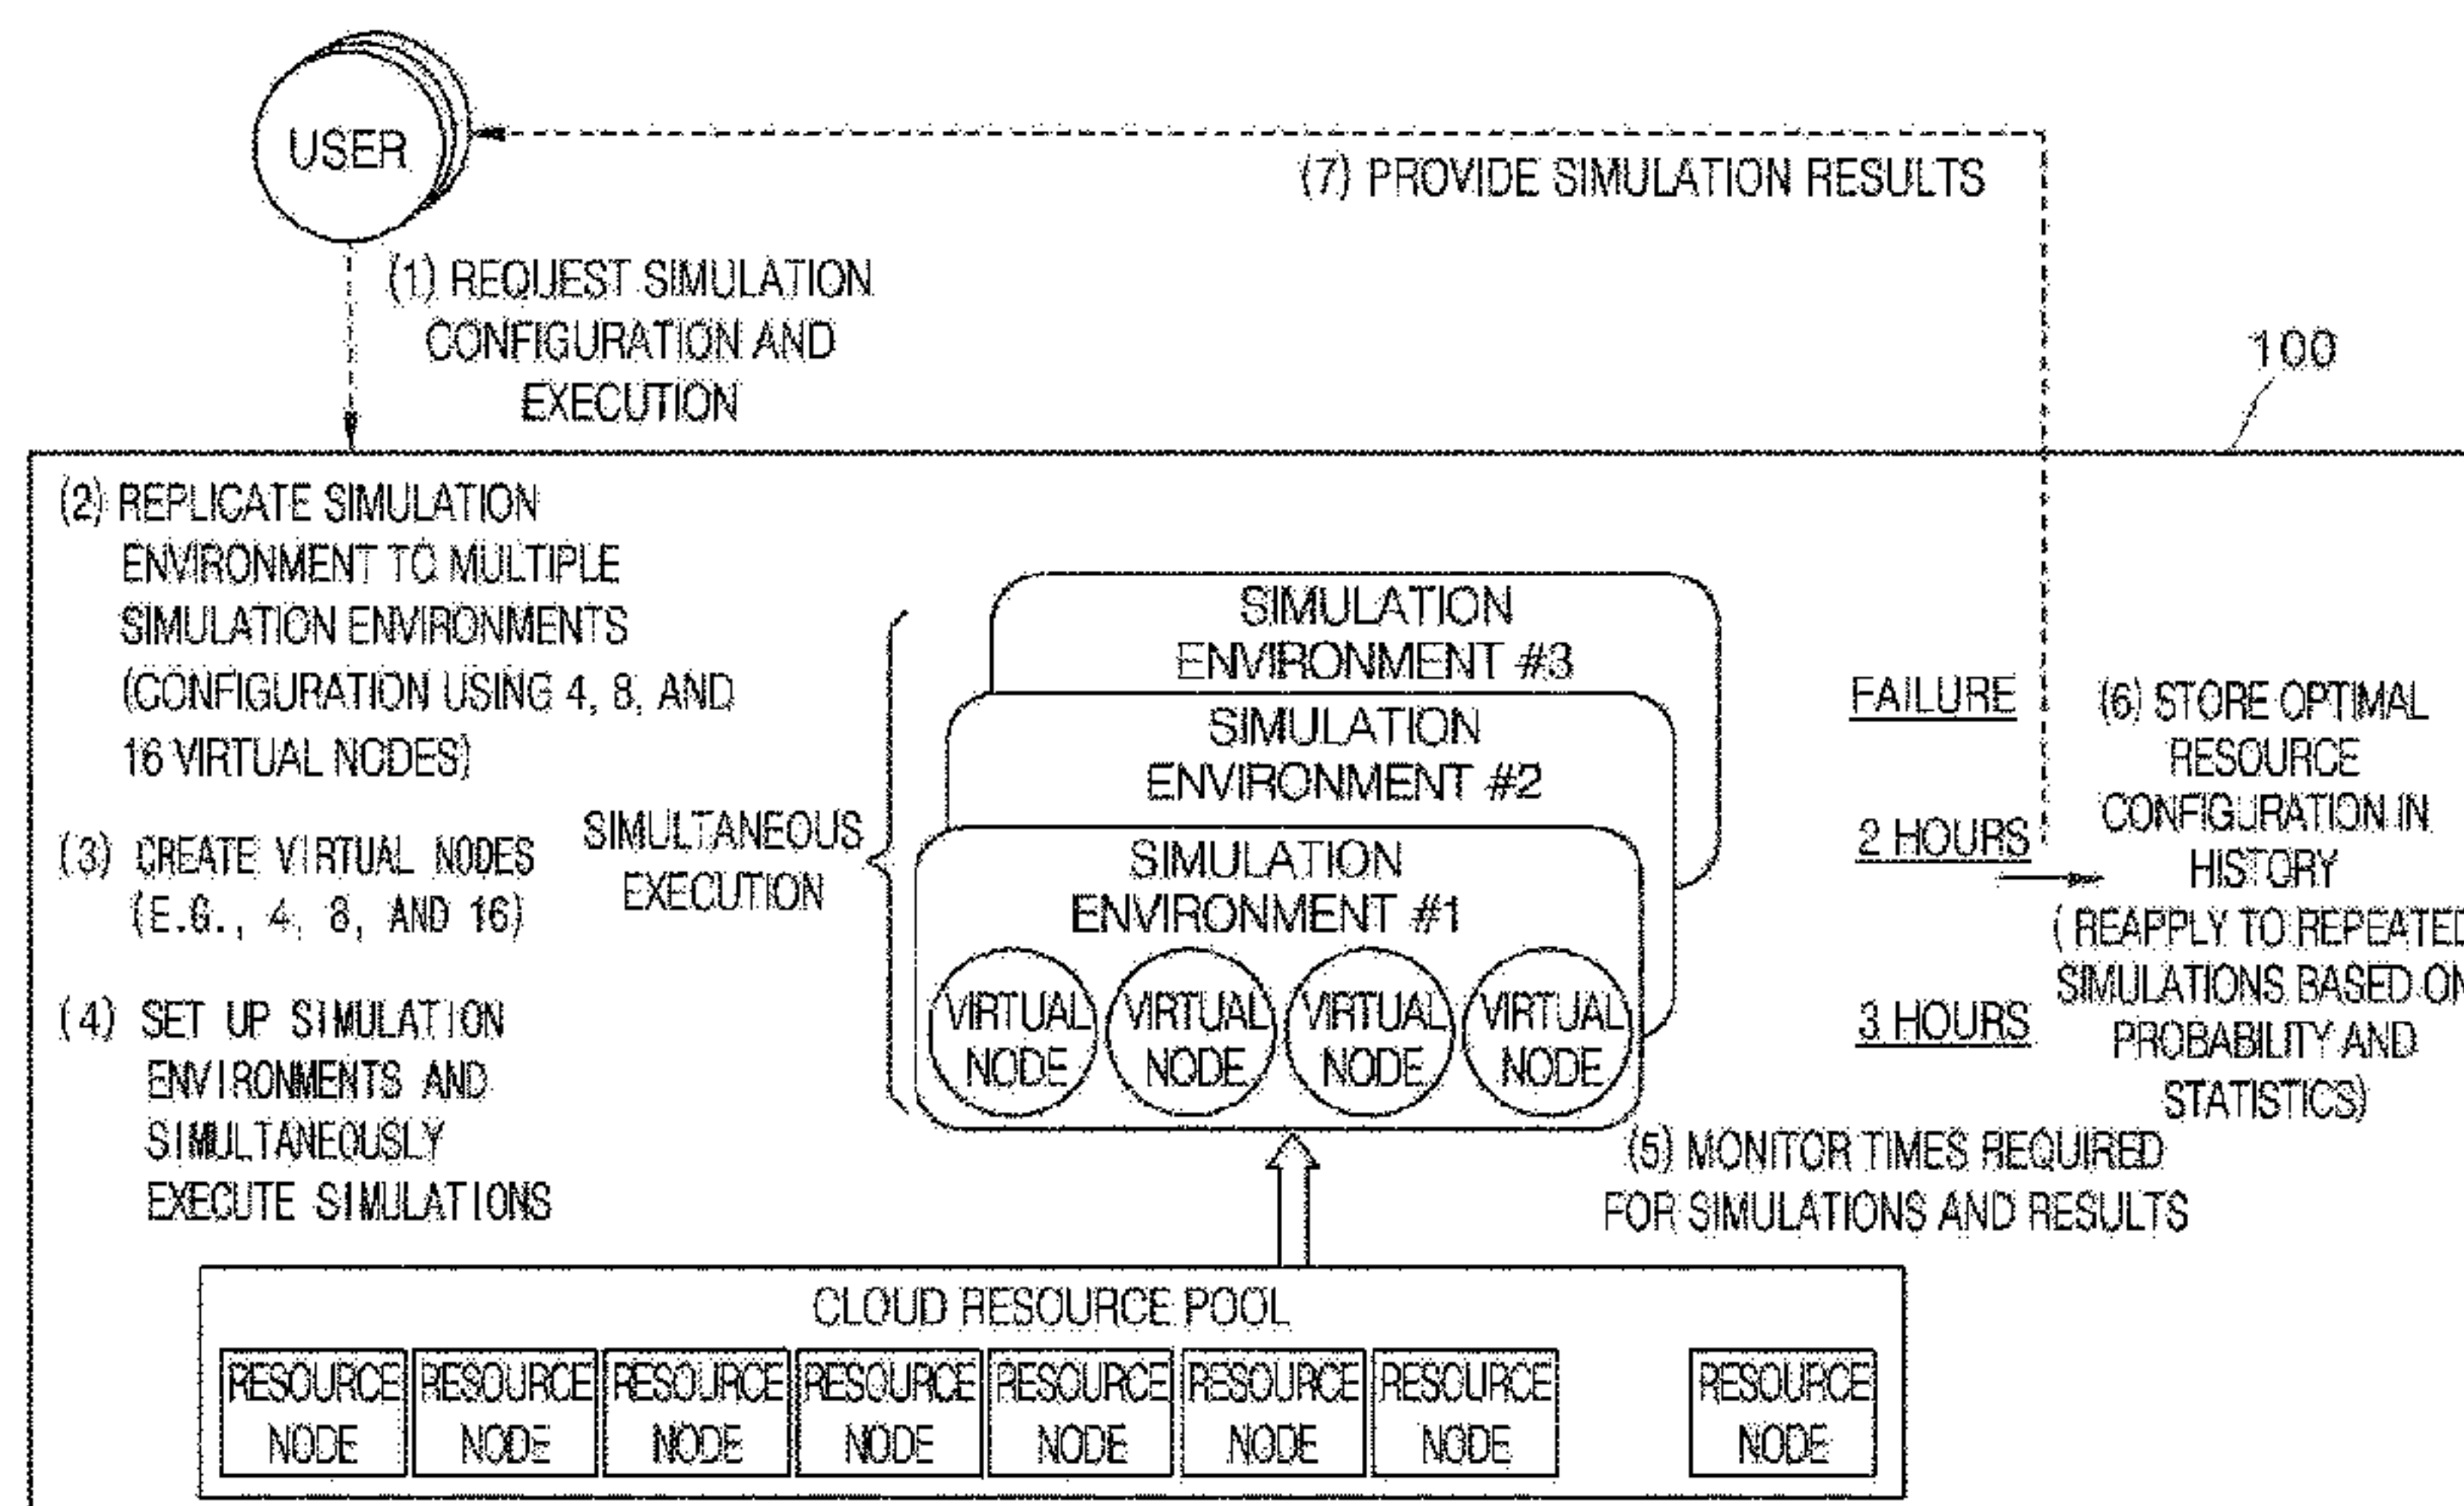 USER
(7) PROVIDE SIMULATION RESULTS
(1) REQUEST SIMULATION
CONFIGURATION AND
EXECUTION
100
(2) REPLICATE SIMULATION
ENVIRONMENT TO MULTIPLE
SIMULATION ENVIRONMENTS
(CONFIGURATION USING 4, 8, AND
16 VIRTUAL NODES)
(3) CREATE VIRTUAL NODES
(E.G., 4, 8, AND 16)
(4) SET UP SIMULATION
ENVIRONMENTS AND
SIMULTANEOUSLY
EXECUTE SIMULATIONS
SIMULTANEOUS
EXECUTION
SIMULATION
ENVIRONMENT #3
SIMULATION
ENVIRONMENT #2
SIMULATION
ENVIRONMENT #1
VIRTUAL
NODE
VIRTUAL
NODE
VIRTUAL
NODE
VIRTUAL
NODE
FAILURE
2 HOURS
3 HOURS
(6) STORE OPTIMAL
RESOURCE
CONFIGURATION IN
HISTORY
( REAPPLY TO REPEATED
SIMULATIONS BASED ON
PROBABILITY AND
STATISTICS)
(5) MONITOR TIMES REQUIRED
FOR SIMULATIONS AND RESULTS
CLOUD RESOURCE POOL
RESOURCE
NODE
RESOURCE
NODE
RESOURCE
NODE
RESOURCE
NODE
RESOURCE
NODE
RESOURCE
NODE
RESOURCE
NODE
RESOURCE
NODE